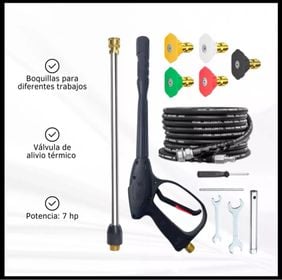 Boquillas para
diferentes trabajos
Válvula de
alivio térmico
Potencia: 7 hp